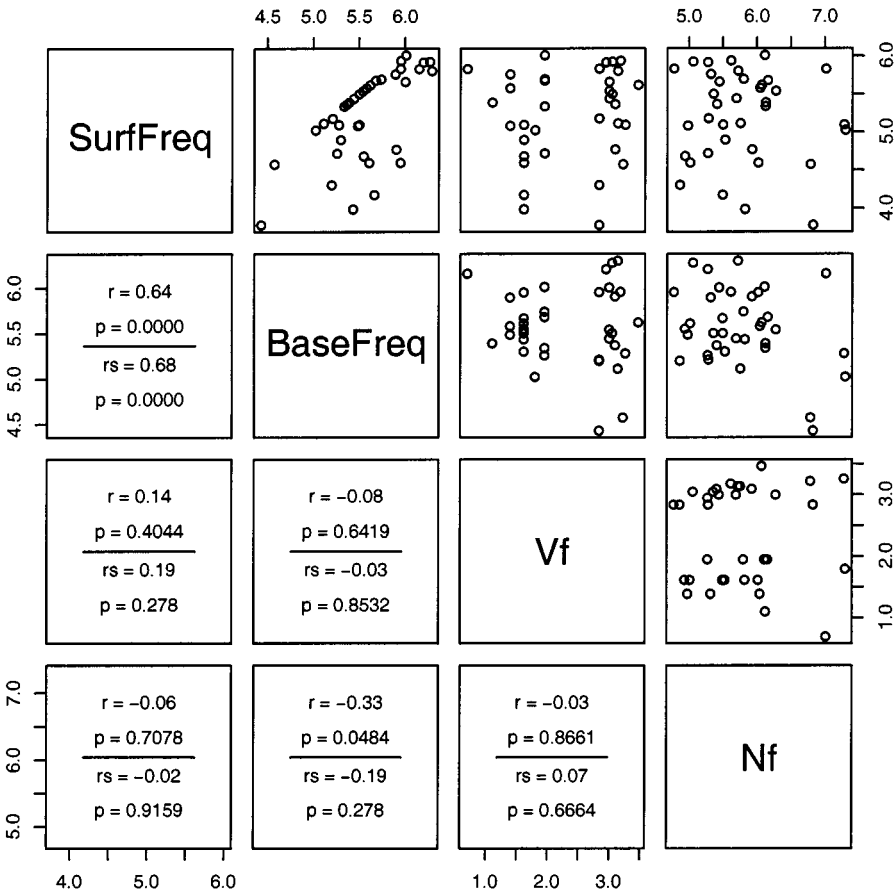 4.5 5.0 5.5 6.0
5.0 6.0 7.0
SurfFreq
4.0 5.0 6.0
r = 0.64
p = 0.0000
rs = 0.68
p = 0.0000
BaseFreq
4.5 5.0 5.5 6.0
r = 0.14
p = 0.4044
rs = 0.19
p = 0.278
r = −0.08
p = 0.6419
rs = −0.03
p = 0.8532
Vf
1.0 2.0 3.0
r = −0.06
p = 0.7078
rs = −0.02
p = 0.9159
r = −0.33
p = 0.0484
rs = −0.19
p = 0.278
r = −0.03
p = 0.8661
rs = 0.07
p = 0.6664
Nf
5.0 6.0 7.0
4.0 5.0 6.0
1.0 2.0 3.0